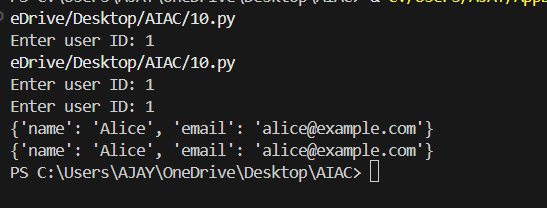 eDrive/Desktop/AIAC/10.py
Enter user ID: 1
eDrive/Desktop/AIAC/10.py
Enter user ID: 1
Enter user ID: 1
{'name': 'Alice', 'email': 'alice@example.com'}
{'name': 'Alice', 'email': 'alice@example.com'}
PS C:\Users\AJAY\OneDrive\Desktop\AIAC>